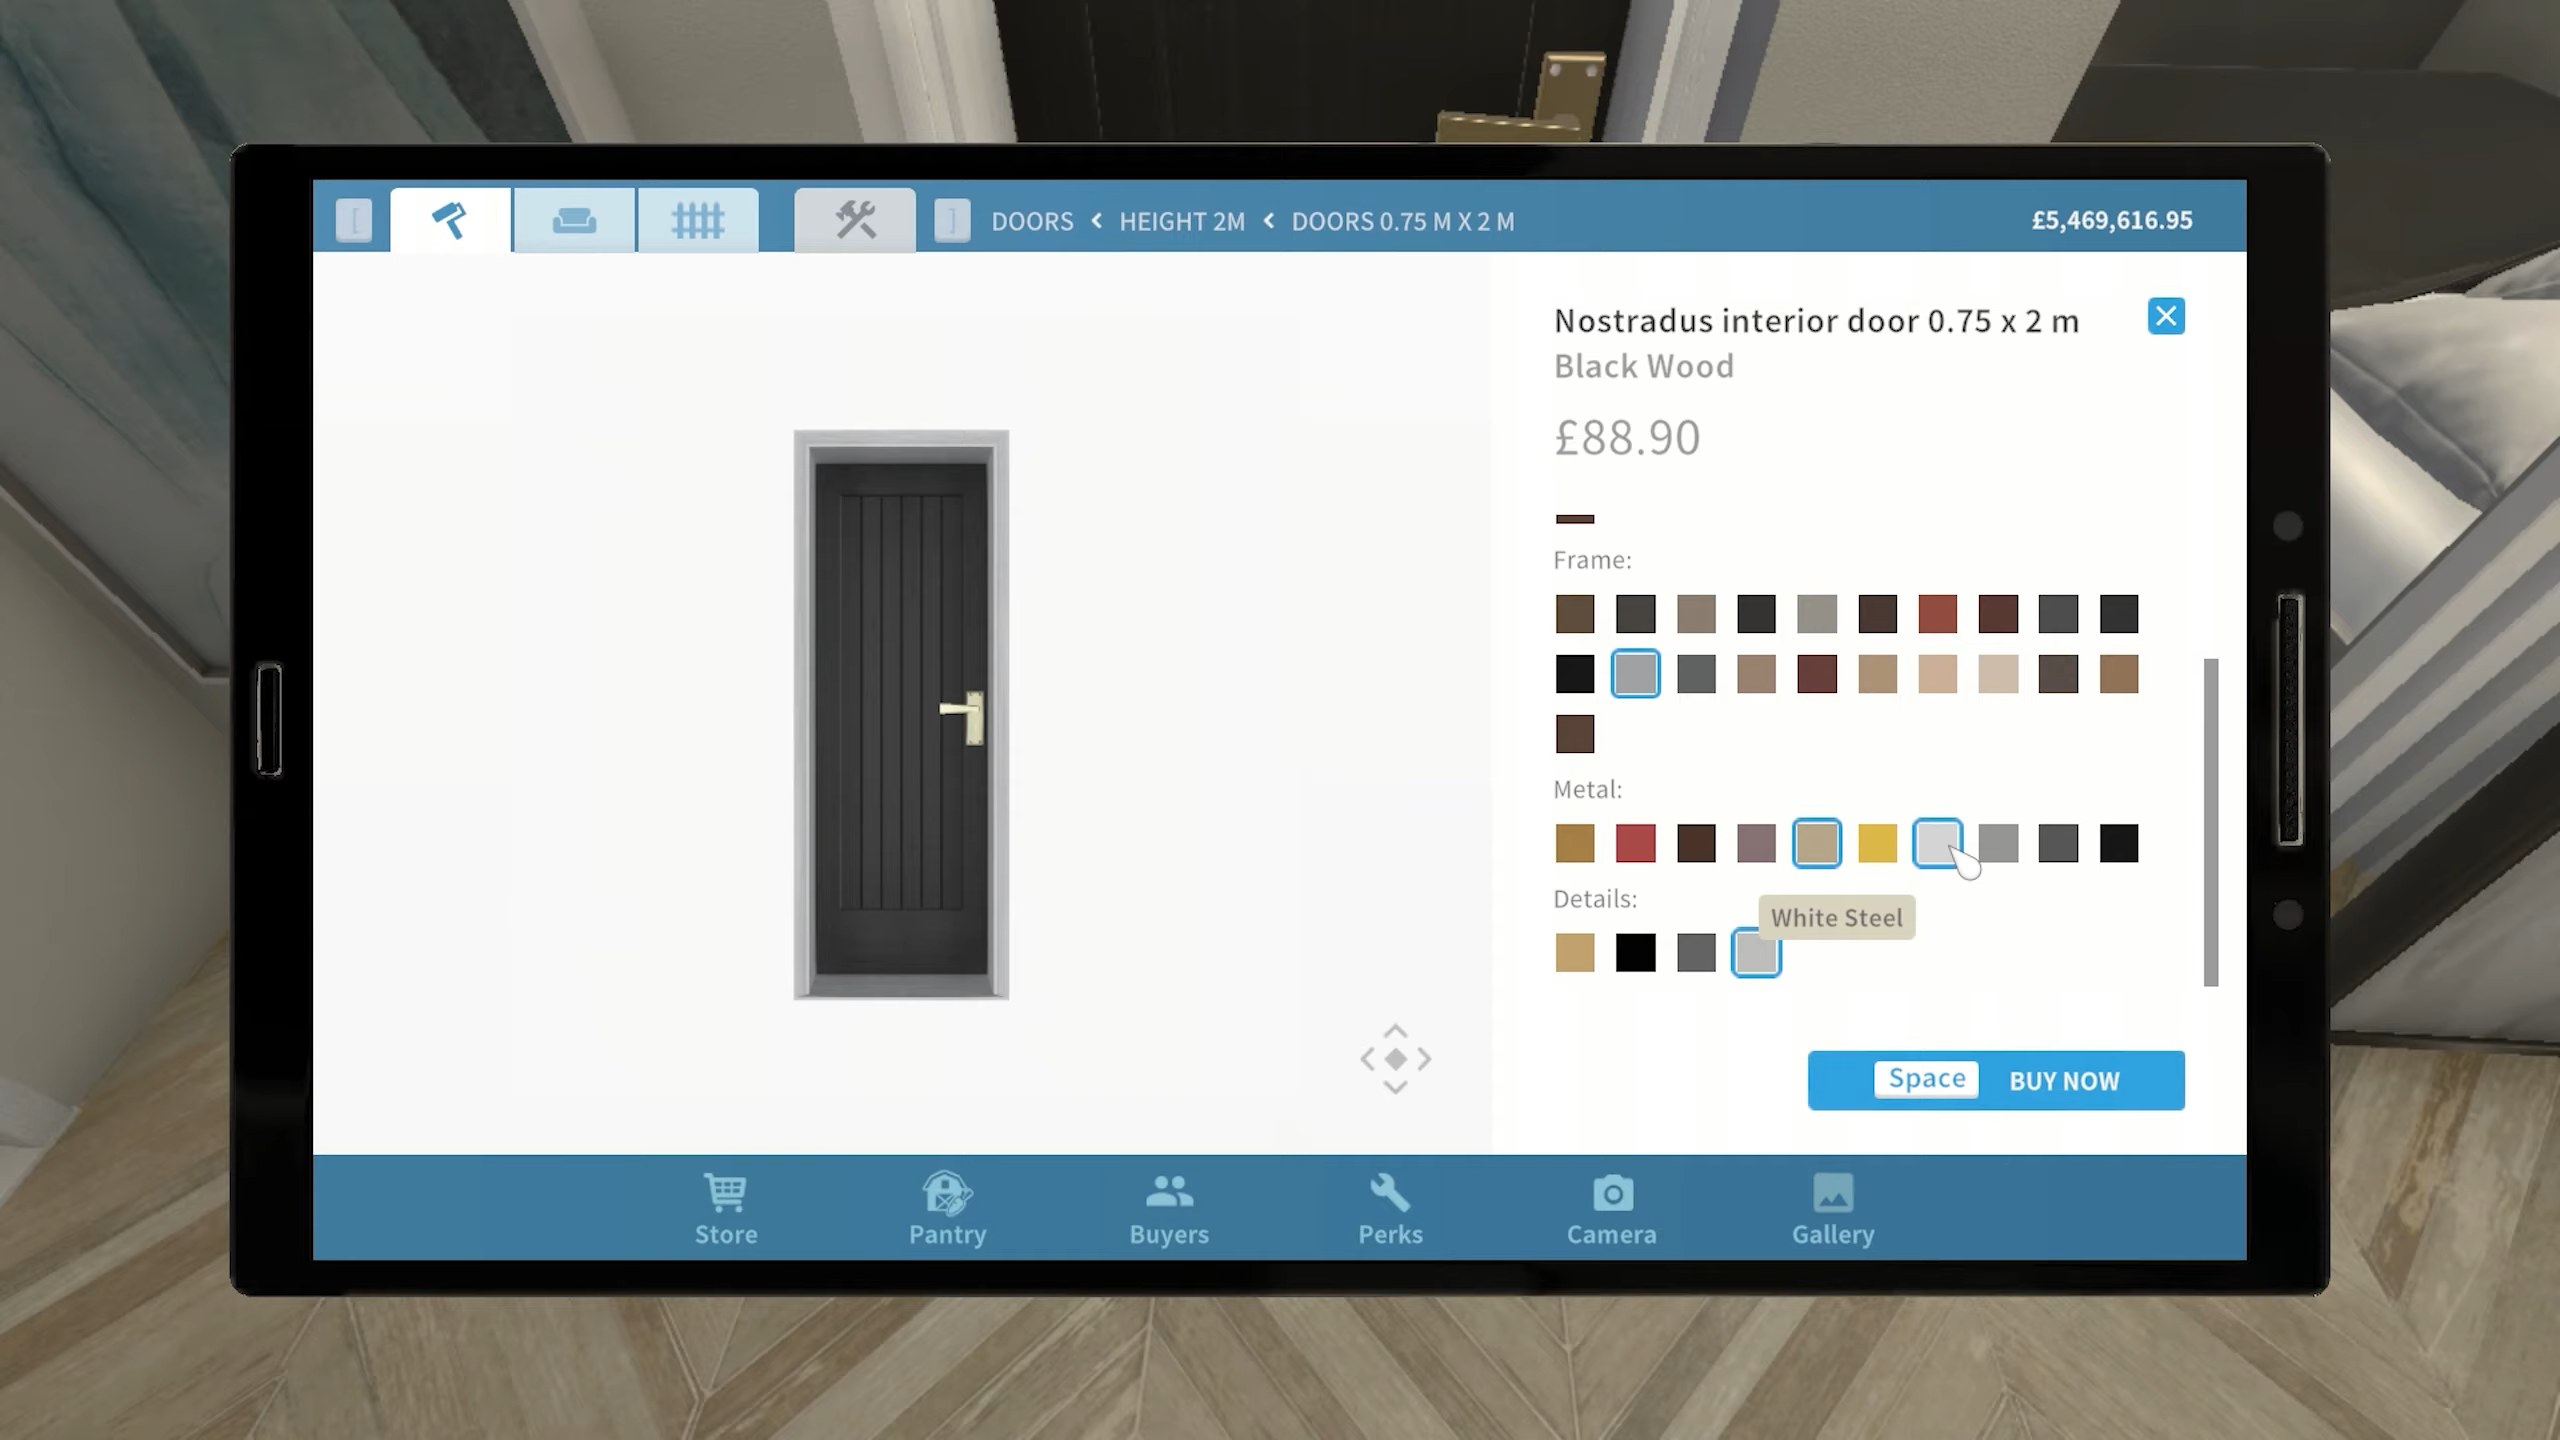 [
] DOORS < HEIGHT 2M < DOORS 0.75 M X 2 M
£5,469,616.95
Nostradus interior door 0.75 x 2 m
Black Wood
£88.90
Frame:
Metal:
Details:
White Steel
Space BUY NOW
Store Pantry Buyers Perks Camera Gallery